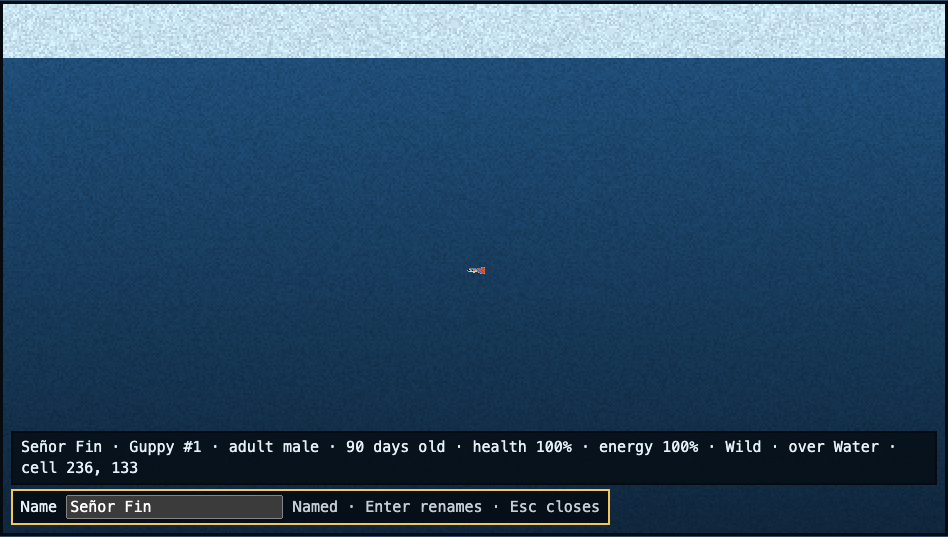 Señor Fin · Guppy #1 · adult male · 90 days old · health 100% · energy 100% · Wild · over Water ·
cell 236, 133
Name Señor Fin Named · Enter renames · Esc closes